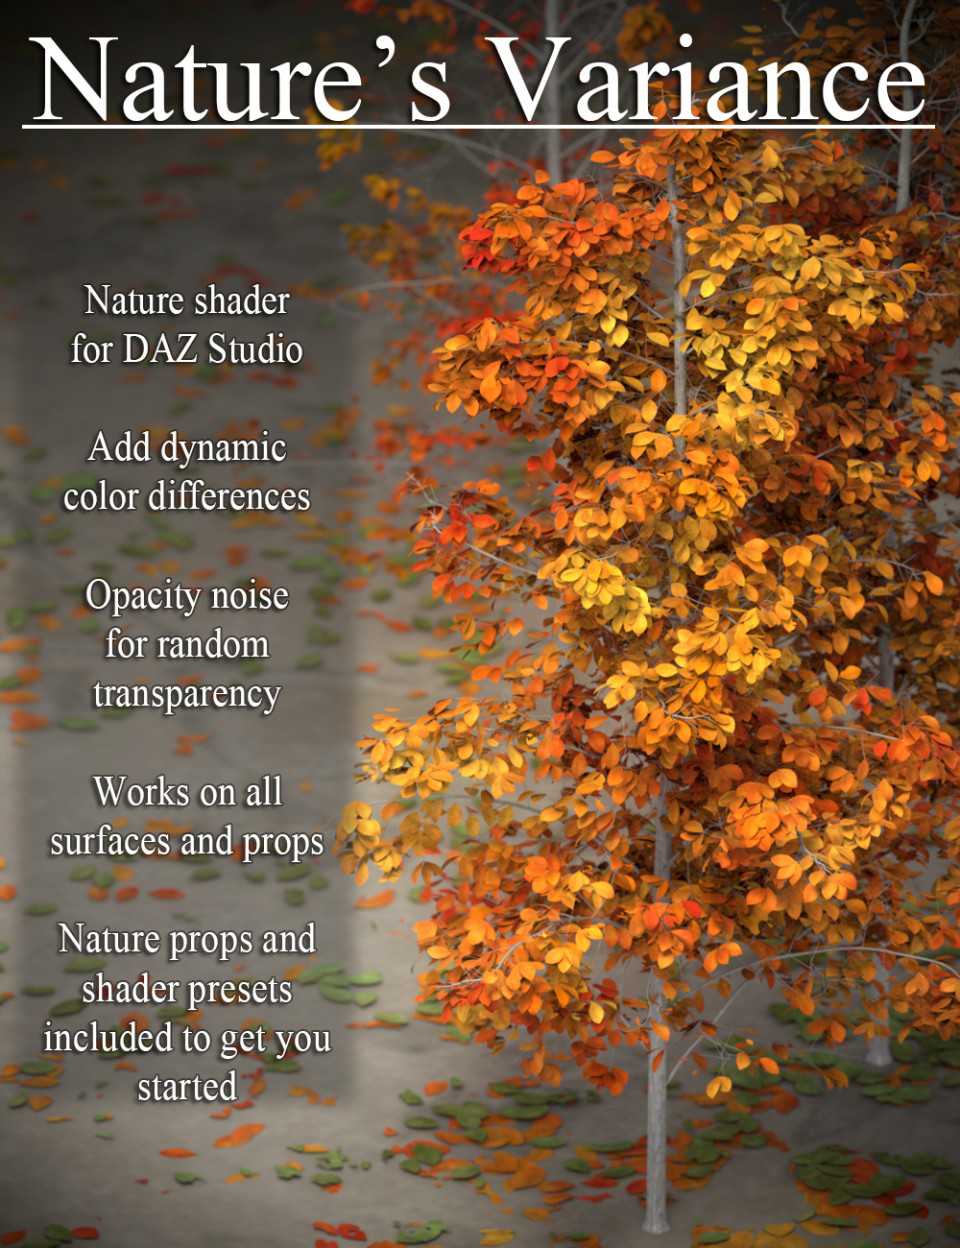 Nature’s Variance
Nature shader
for DAZ Studio
Add dynamic
color differences
Opacity noise
for random
transparency
Works on all
surfaces and props
Nature props and
shader presets
included to get you
started